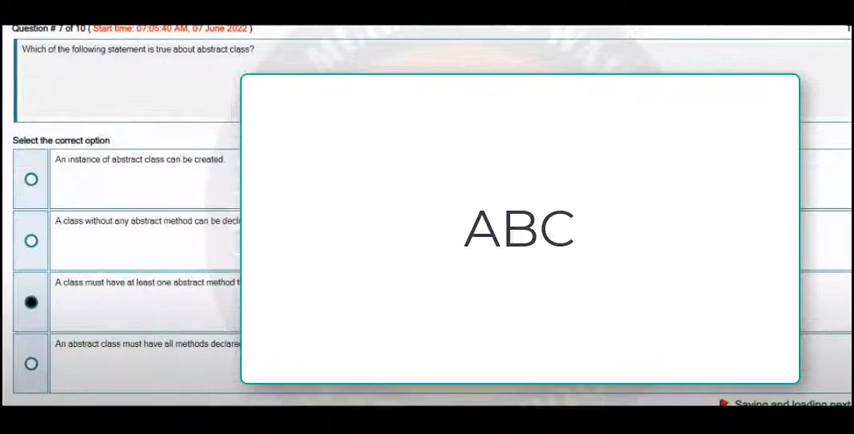 Question # 7 of 10 ( Start time: 07:05:40 AM, 07 June 2022 )
Which of the following statement is true about abstract class?
Select the correct option
An instance of abstract class can be created.
A class without any abstract method can be
A class must have at least one abstract method
An abstract class must have all methods
ABC
Saving and loading next